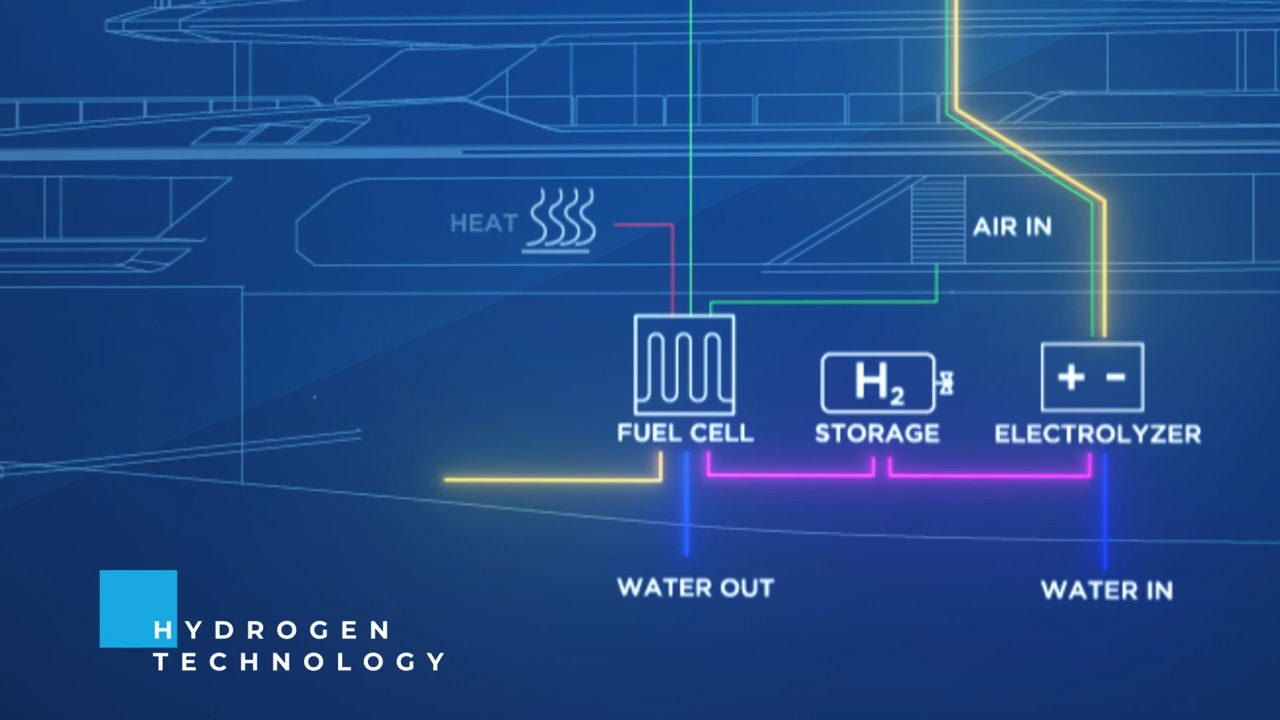 HEAT
AIR IN
H₂
+ -
FUEL CELL
STORAGE
ELECTROLYZER
WATER OUT
WATER IN
HYDROGEN
TECHNOLOGY